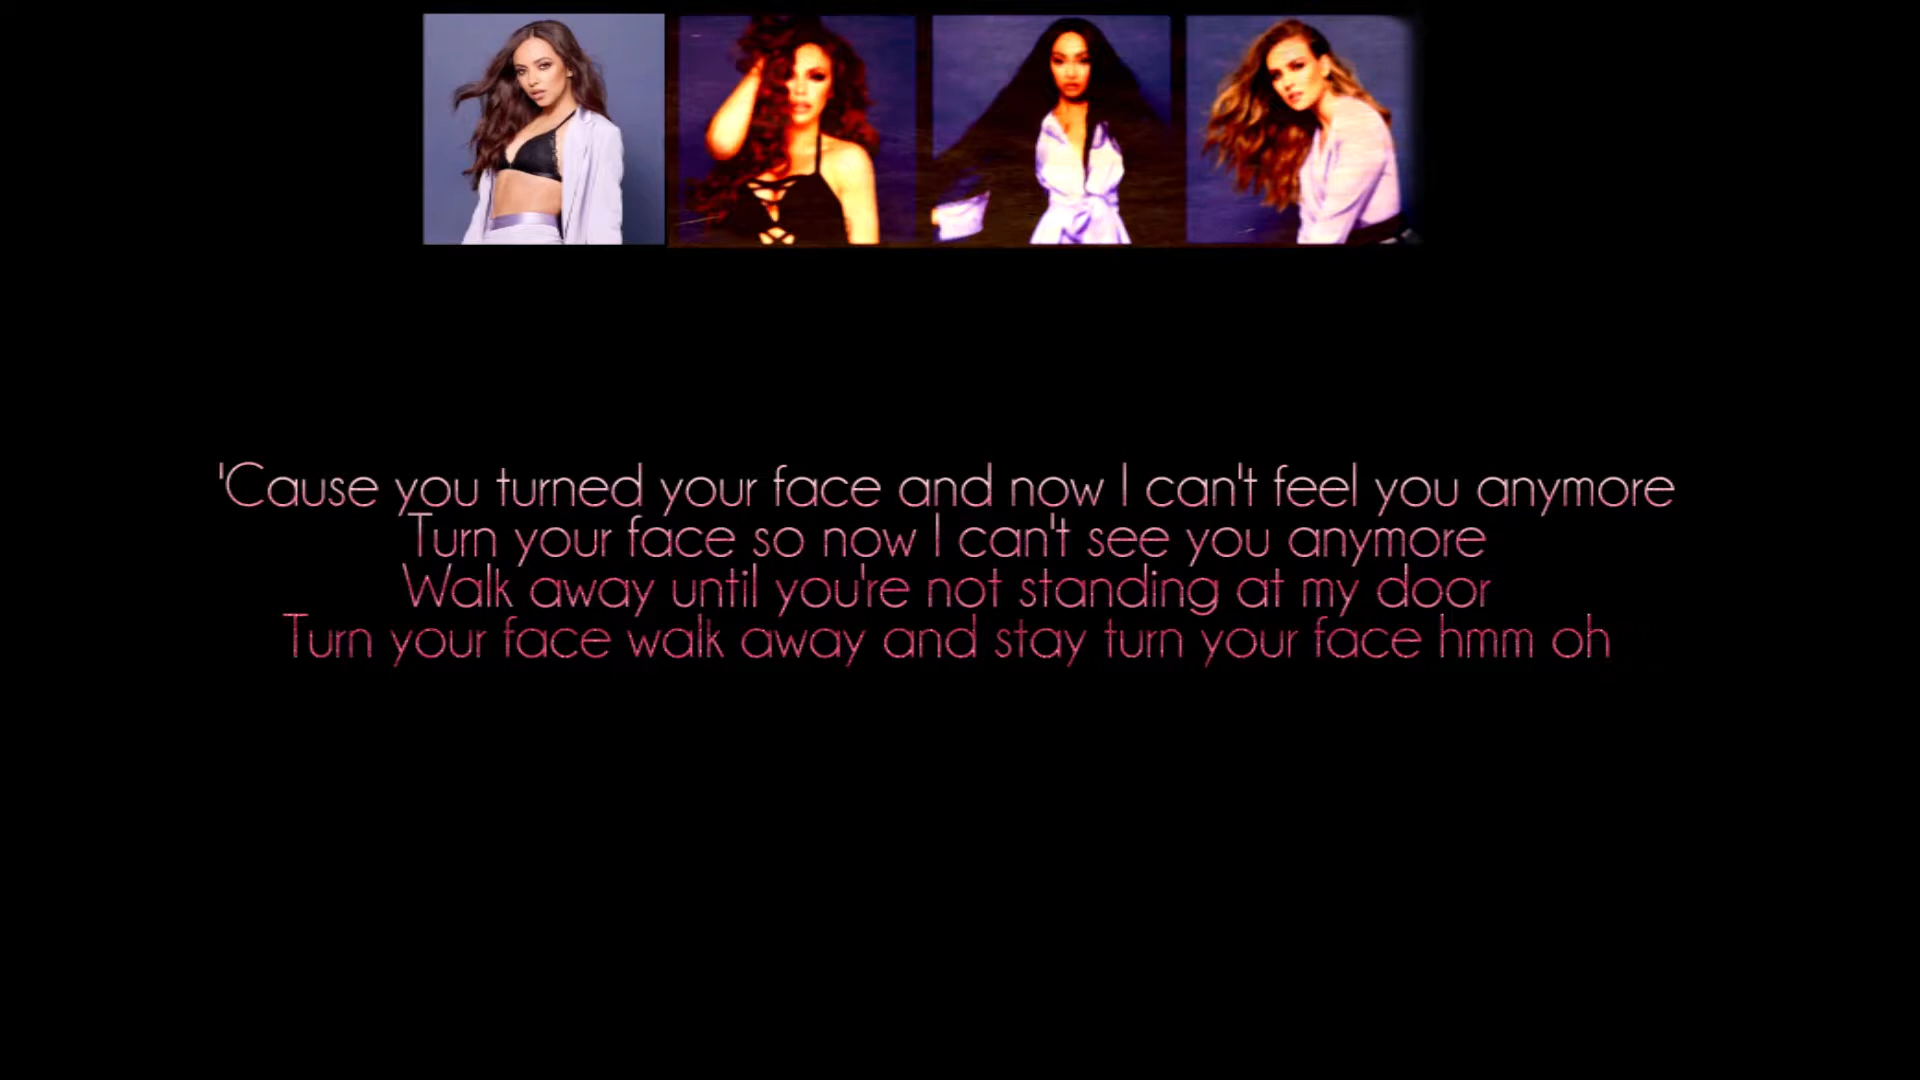 'Cause you turned your face and now I can't feel you anymore
Turn your face so now I can't see you anymore
Walk away until you're not standing at my door
Turn your face walk away and stay turn your face hmm oh